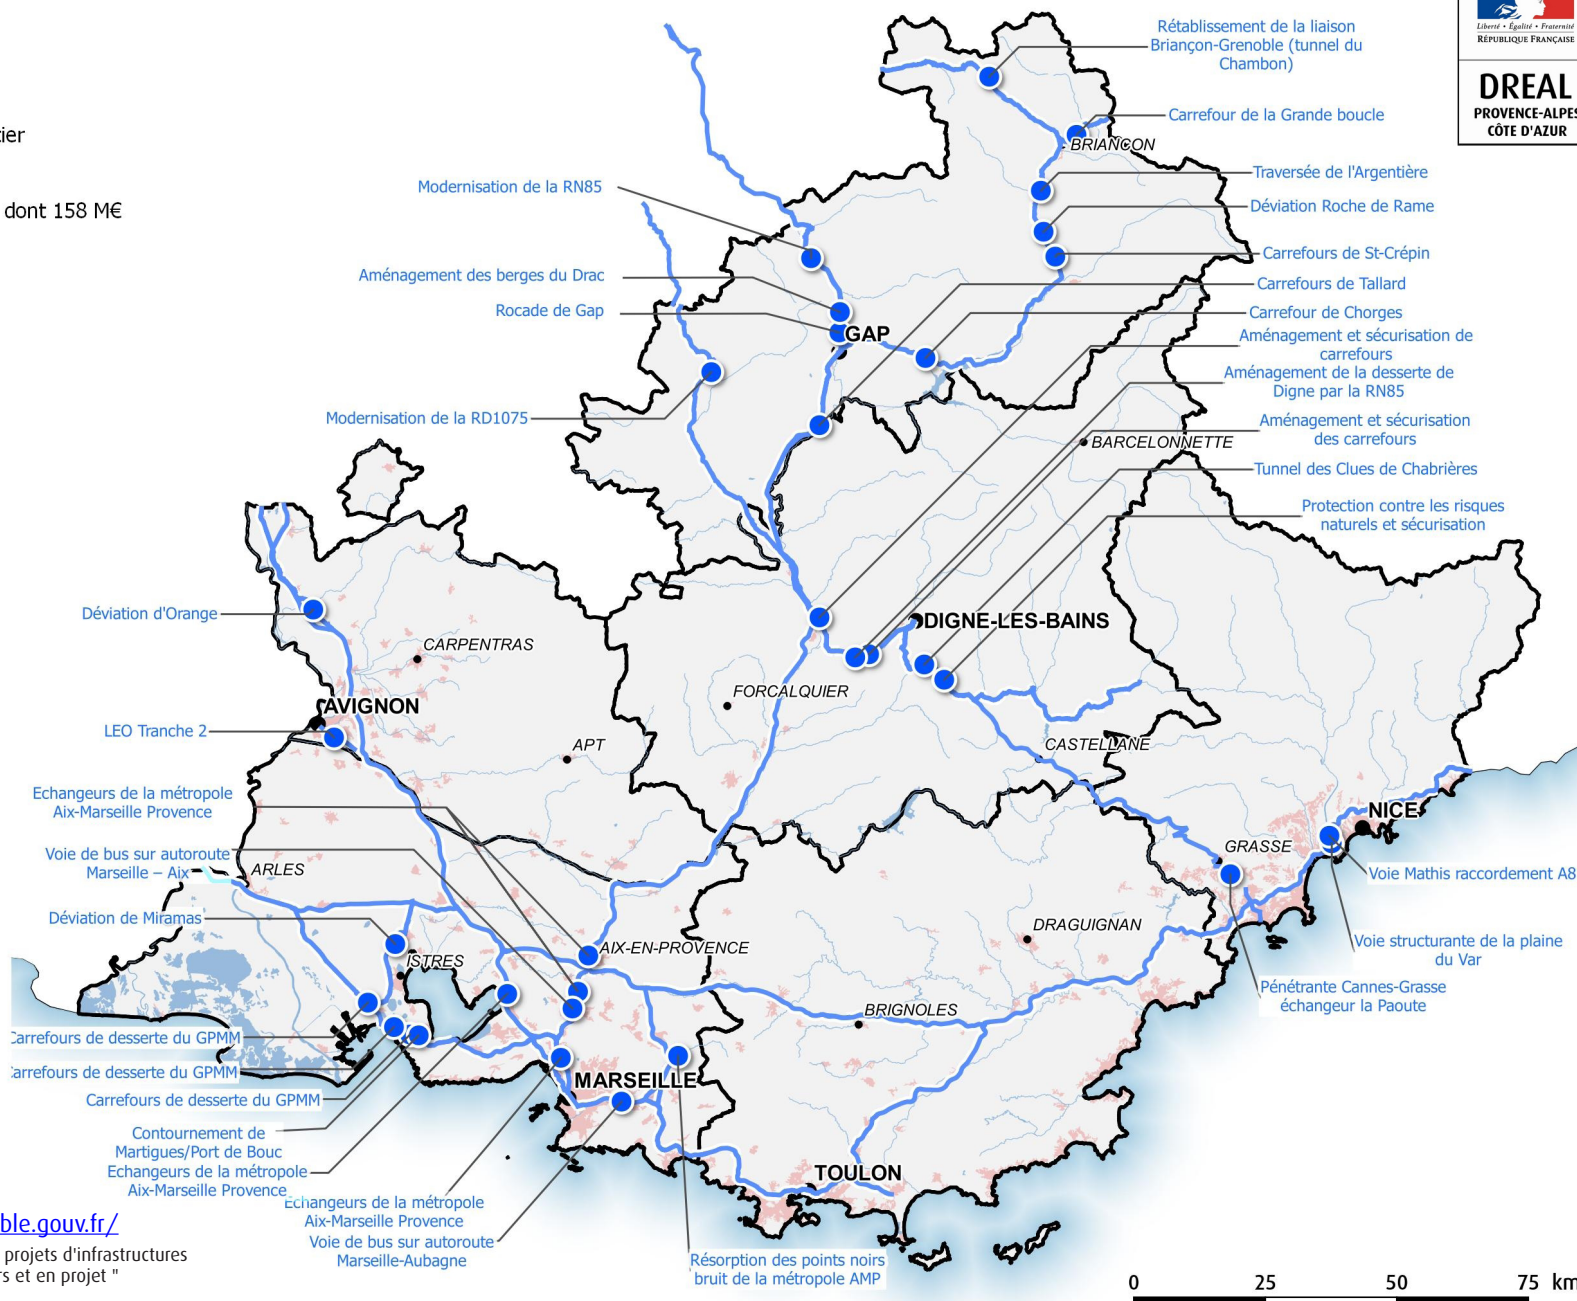 Liberté • Égalité • Fraternité
RÉPUBLIQUE FRANÇAISE
DREAL
PROVENCE-ALPES
CÔTE D'AZUR
tier
dont 158 M€
Rétablissement de la liaison
Briançon-Grenoble (tunnel du
Chambon)
Carrefour de la Grande boucle
BRIANÇON
Traversée de l'Argentière
Déviation Roche de Rame
Carrefours de St-Crépin
Carrefours de Tallard
Carrefour de Chorges
Aménagement et sécurisation de
carrefours
Aménagement de la desserte de
Digne par la RN85
Aménagement et sécurisation
des carrefours
Tunnel des Clues de Chabrières
Protection contre les risques
naturels et sécurisation
Modernisation de la RN85
Aménagement des berges du Drac
Rocade de Gap
GAP
Modernisation de la RD1075
BARCELONNETTE
Déviation d'Orange
CARPENTRAS
DIGNE-LES-BAINS
FORCALQUIER
AVIGNON
LEO Tranche 2
APT
CASTELLANE
Echangeurs de la métropole
Aix-Marseille Provence
NICE
Voie de bus sur autoroute
Marseille – Aix
ARLES
GRASSE
Voie Mathis raccordement A8
Déviation de Miramas
ISTRES
AIX-EN-PROVENCE
DRAGUIGNAN
Voie structurante de la plaine
du Var
Pénétrante Cannes-Grasse
échangeur la Paoute
BRIGNOLES
Carrefours de desserte du GPMM
Carrefours de desserte du GPMM
Carrefours de desserte du GPMM
MARSEILLE
Contournement de
Martigues/Port de Bouc
Echangeurs de la métropole
Aix-Marseille Provence
TOULON
Echangeurs de la métropole
Aix-Marseille Provence
Voie de bus sur autoroute
Marseille-Aubagne
Résorption des points noirs
bruit de la métropole AMP
ble.gouv.fr/
projets d'infrastructures
rs et en projet "
0 25 50 75 km